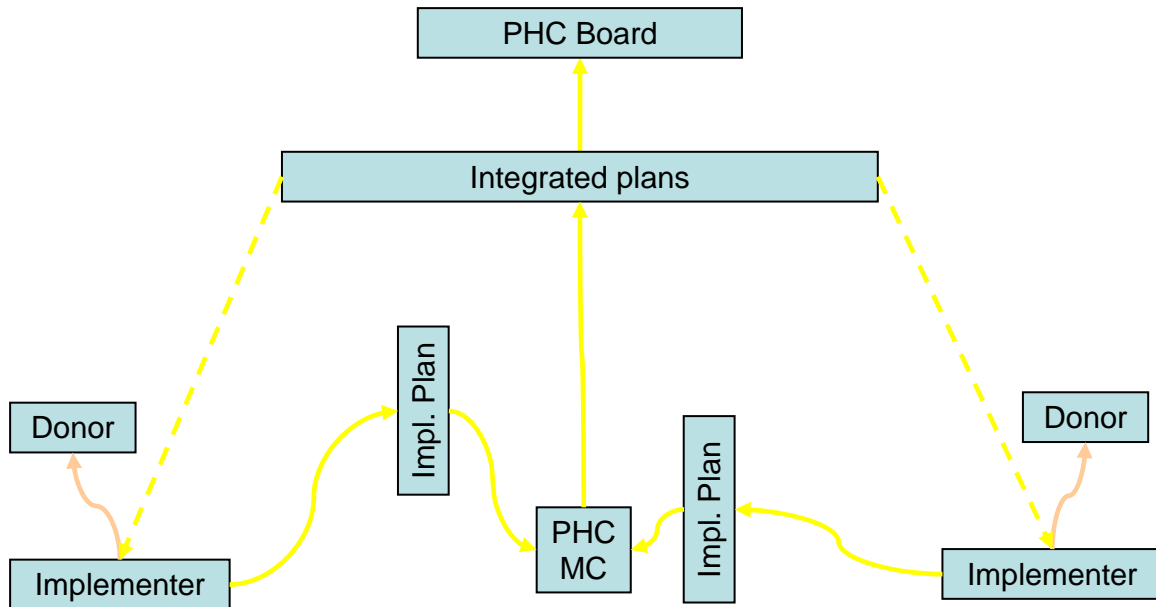 PHC Board
Integrated plans
Impl. Plan
Donor
Donor
Impl. Plan
PHC
MC
Implementer
Implementer